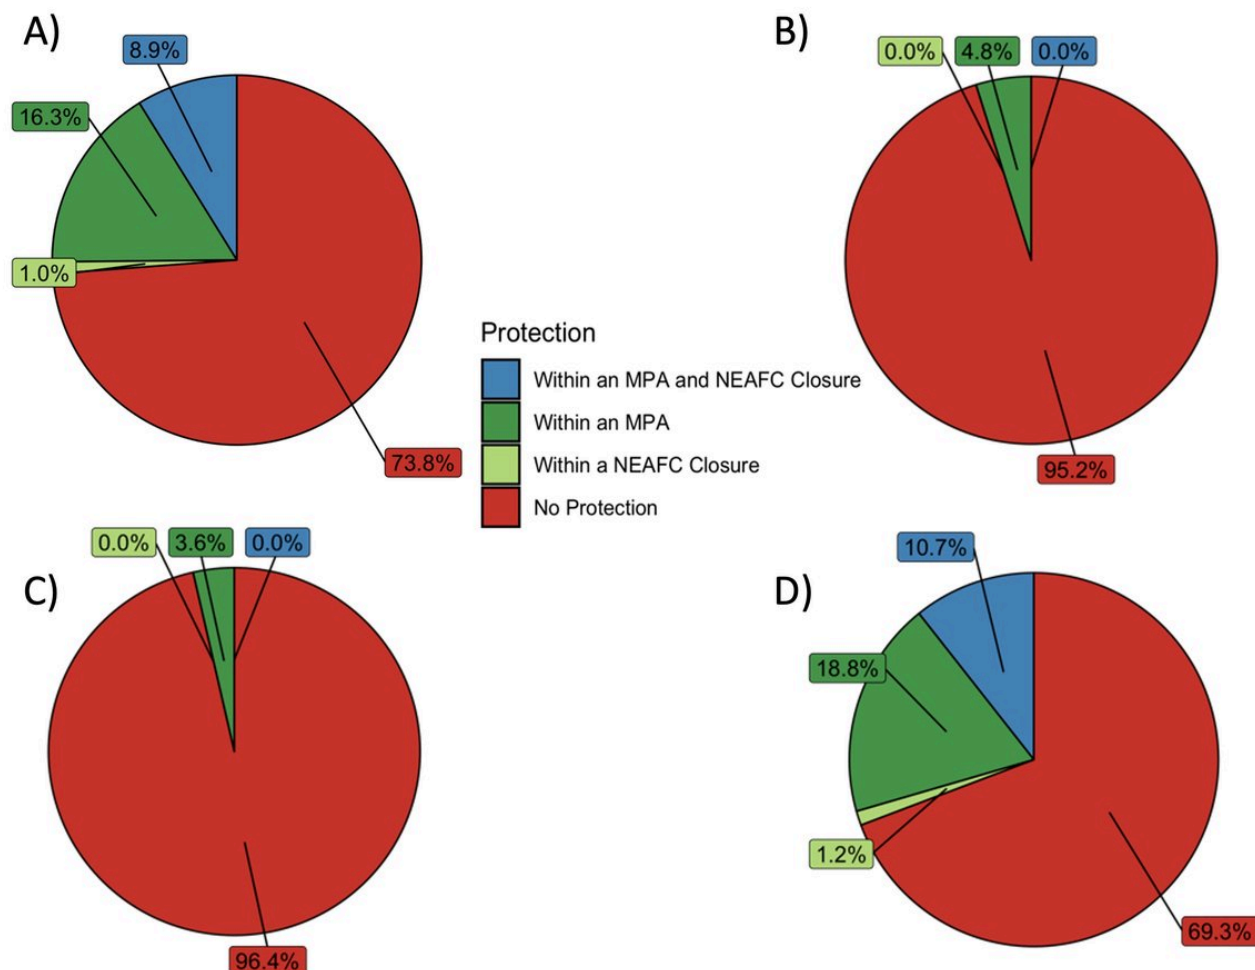 A)
8.9%
16.3%
1.0%
73.8%
B)
0.0%
4.8%
0.0%
95.2%
Protection
Within an MPA and NEAFC Closure
Within an MPA
Within a NEAFC Closure
No Protection
C)
0.0%
3.6%
0.0%
96.4%
D)
10.7%
18.8%
1.2%
69.3%